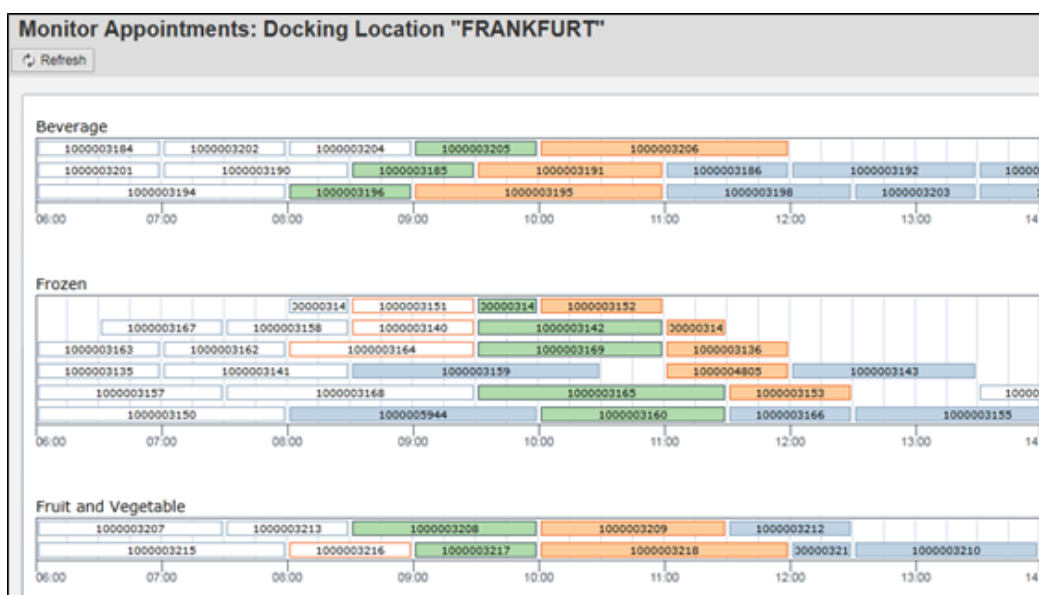 Monitor Appointments: Docking Location "FRANKFURT"
Refresh
Beverage
1000003184 1000003202 1000003204 1000003205 1000003206
1000003201 1000003190 1000003185 1000003191 1000003186 1000003192
1000003194 1000003196 1000003195 1000003198 1000003203
06:00 07:00 08:00 09:00 10:00 11:00 12:00 13:00
Frozen
1000003151 1000003152
1000003167 1000003158 1000003140 1000003142
1000003163 1000003162 1000003164 1000003169 1000003136
1000003135 1000003141 1000003159 1000004805 1000003143
1000003157 1000003168 1000003165 1000003153
1000003150 1000005944 1000003160 1000003166 1000003155
06:00 07:00 08:00 09:00 10:00 11:00 12:00 13:00
Fruit and Vegetable
1000003207 1000003213 1000003208 1000003209 1000003212
1000003215 1000003216 1000003217 1000003218 1000003210
06:00 07:00 08:00 09:00 10:00 11:00 12:00 13:00